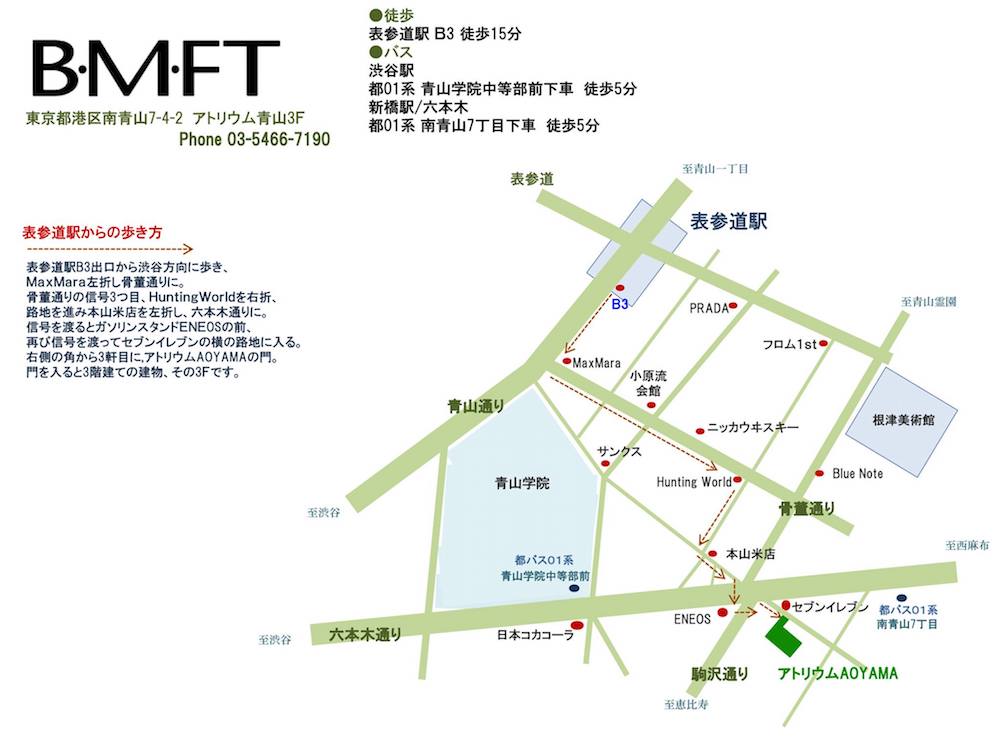 B·M·FT
東京都港区南青山7-4-2 アトリウム青山3F
Phone 03-5466-7190
●徒歩
表参道駅 B3 徒歩15分
●バス
渋谷駅
都01系 青山学院中等部前下車 徒歩5分
新橋駅/六本木
都01系 南青山7丁目下車 徒歩5分
表参道駅からの歩き方
表参道駅B3出口から渋谷方向に歩き、
MaxMara左折し骨董通りに。
骨董通りの信号3つ目、HuntingWorldを右折、
路地を進み本山米店を左折し、六本木通りに。
信号を渡るとガソリンスタンドENEOSの前、
再び信号を渡ってセブンイレブンの横の路地に入る。
右側の角から3軒目に,アトリウムAOYAMAの門。
門を入ると3階建ての建物、その3Fです。
至青山一丁目
表参道
表参道駅
B3
PRADA
至青山霊園
フロム1st
MaxMara
小原流
会館
青山通り
ニッカウヰスキー
根津美術館
サンクス
青山学院
Hunting World
Blue Note
骨董通り
至渋谷
本山米店
至西麻布
都バス01系
青山学院中等部前
セブンイレブン
都バス01系
南青山7丁目
ENEOS
至渋谷
六本木通り
日本コカコーラ
駒沢通り
アトリウムAOYAMA
至恵比寿